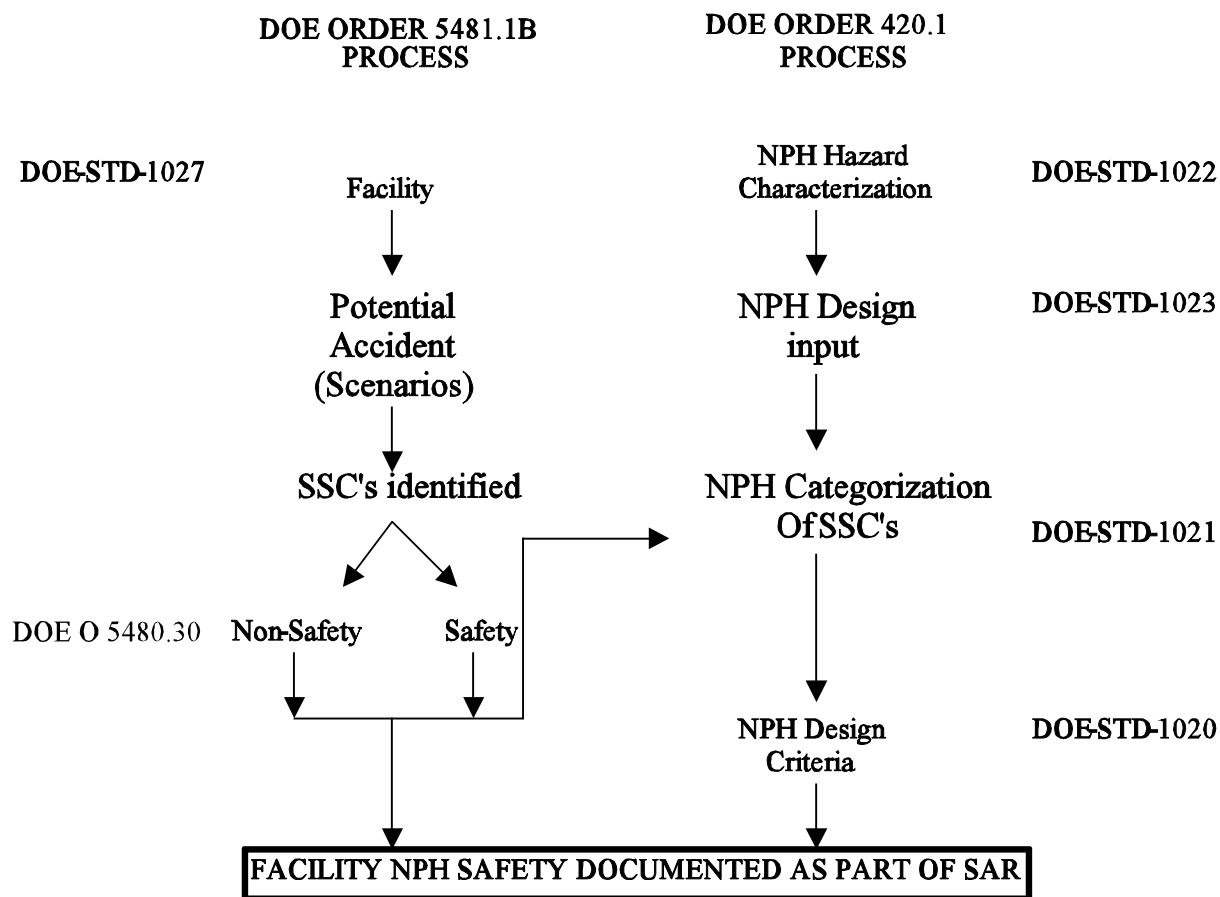 DOE ORDER 5481.1B
PROCESS
DOE ORDER 420.1
PROCESS
DOE-STD-1027
Facility
NPH Hazard
Characterization
DOE-STD-1022
Potential
Accident
(Scenarios)
NPH Design
input
DOE-STD-1023
SSC's identified
NPH Categorization
Of SSC's
DOE-STD-1021
DOE O 5480.30
Non-Safety
Safety
NPH Design
Criteria
DOE-STD-1020
FACILITY NPH SAFETY DOCUMENTED AS PART OF SAR